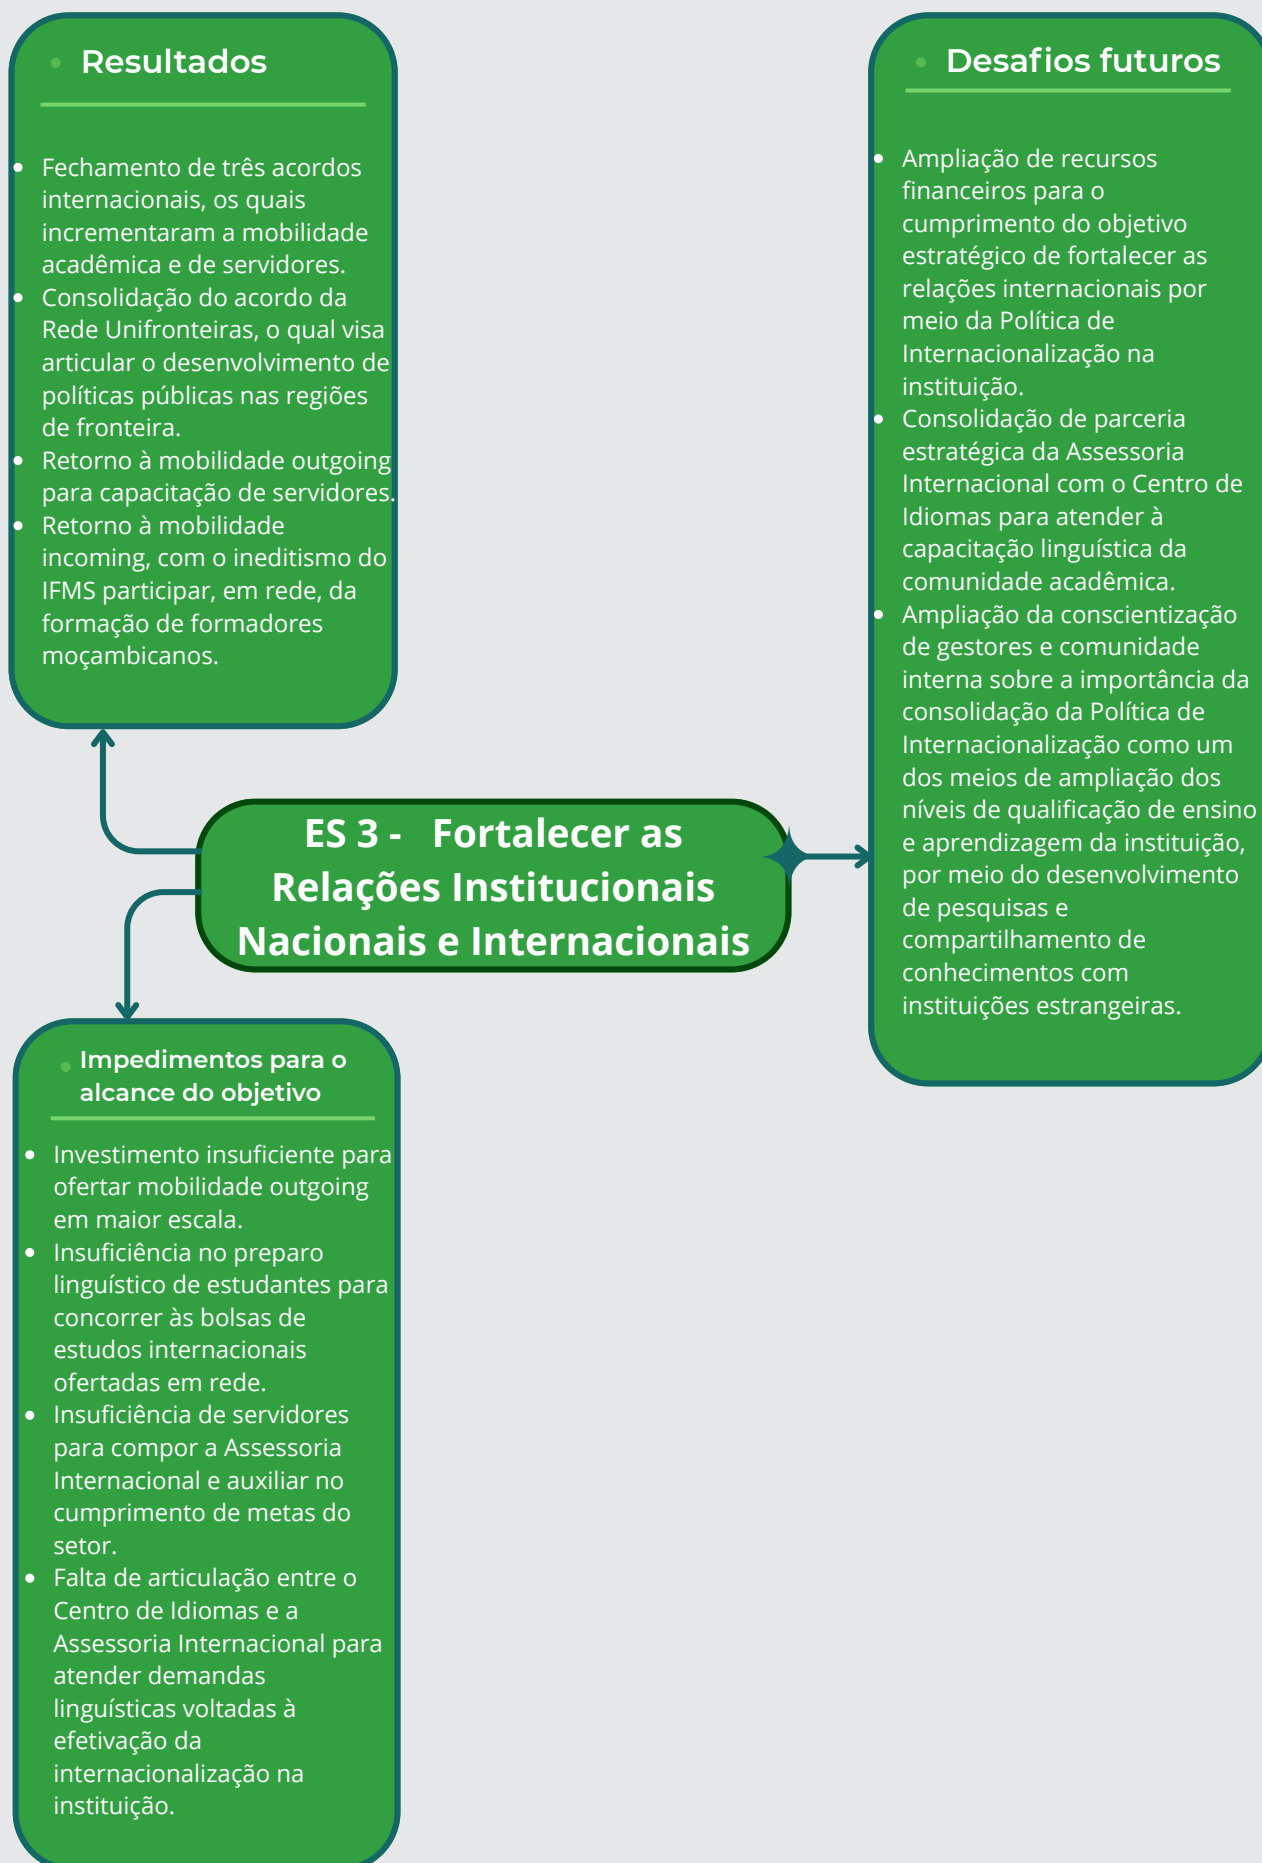 Resultados
Fechamento de três acordos
internacionais, os quais
incrementaram a mobilidade
acadêmica e de servidores.
Consolidação do acordo da
Rede Unifronteiras, o qual visa
articular o desenvolvimento de
políticas públicas nas regiões
de fronteira.
Retorno à mobilidade outgoing
para capacitação de servidores.
Retorno à mobilidade
incoming, com o ineditismo do
IFMS participar, em rede, da
formação de formadores
moçambicanos.
Desafios futuros
Ampliação de recursos
financeiros para o
cumprimento do objetivo
estratégico de fortalecer as
relações internacionais por
meio da Política de
Internacionalização na
instituição.
Consolidação de parceria
estratégica da Assessoria
Internacional com o Centro de
Idiomas para atender à
capacitação linguística da
comunidade acadêmica.
Ampliação da conscientização
de gestores e comunidade
interna sobre a importância da
consolidação da Política de
Internacionalização como um
dos meios de ampliação dos
níveis de qualificação de ensino
e aprendizagem da instituição,
por meio do desenvolvimento
de pesquisas e
compartilhamento de
conhecimentos com
instituições estrangeiras.
ES 3 - Fortalecer as
Relações Institucionais
Nacionais e Internacionais
Impedimentos para o
alcance do objetivo
Investimento insuficiente para
ofertar mobilidade outgoing
em maior escala.
Insuficiência no preparo
linguístico de estudantes para
concorrer às bolsas de
estudos internacionais
ofertadas em rede.
Insuficiência de servidores
para compor a Assessoria
Internacional e auxiliar no
cumprimento de metas do
setor.
Falta de articulação entre o
Centro de Idiomas e a
Assessoria Internacional para
atender demandas
linguísticas voltadas à
efetivação da
internacionalização na
instituição.